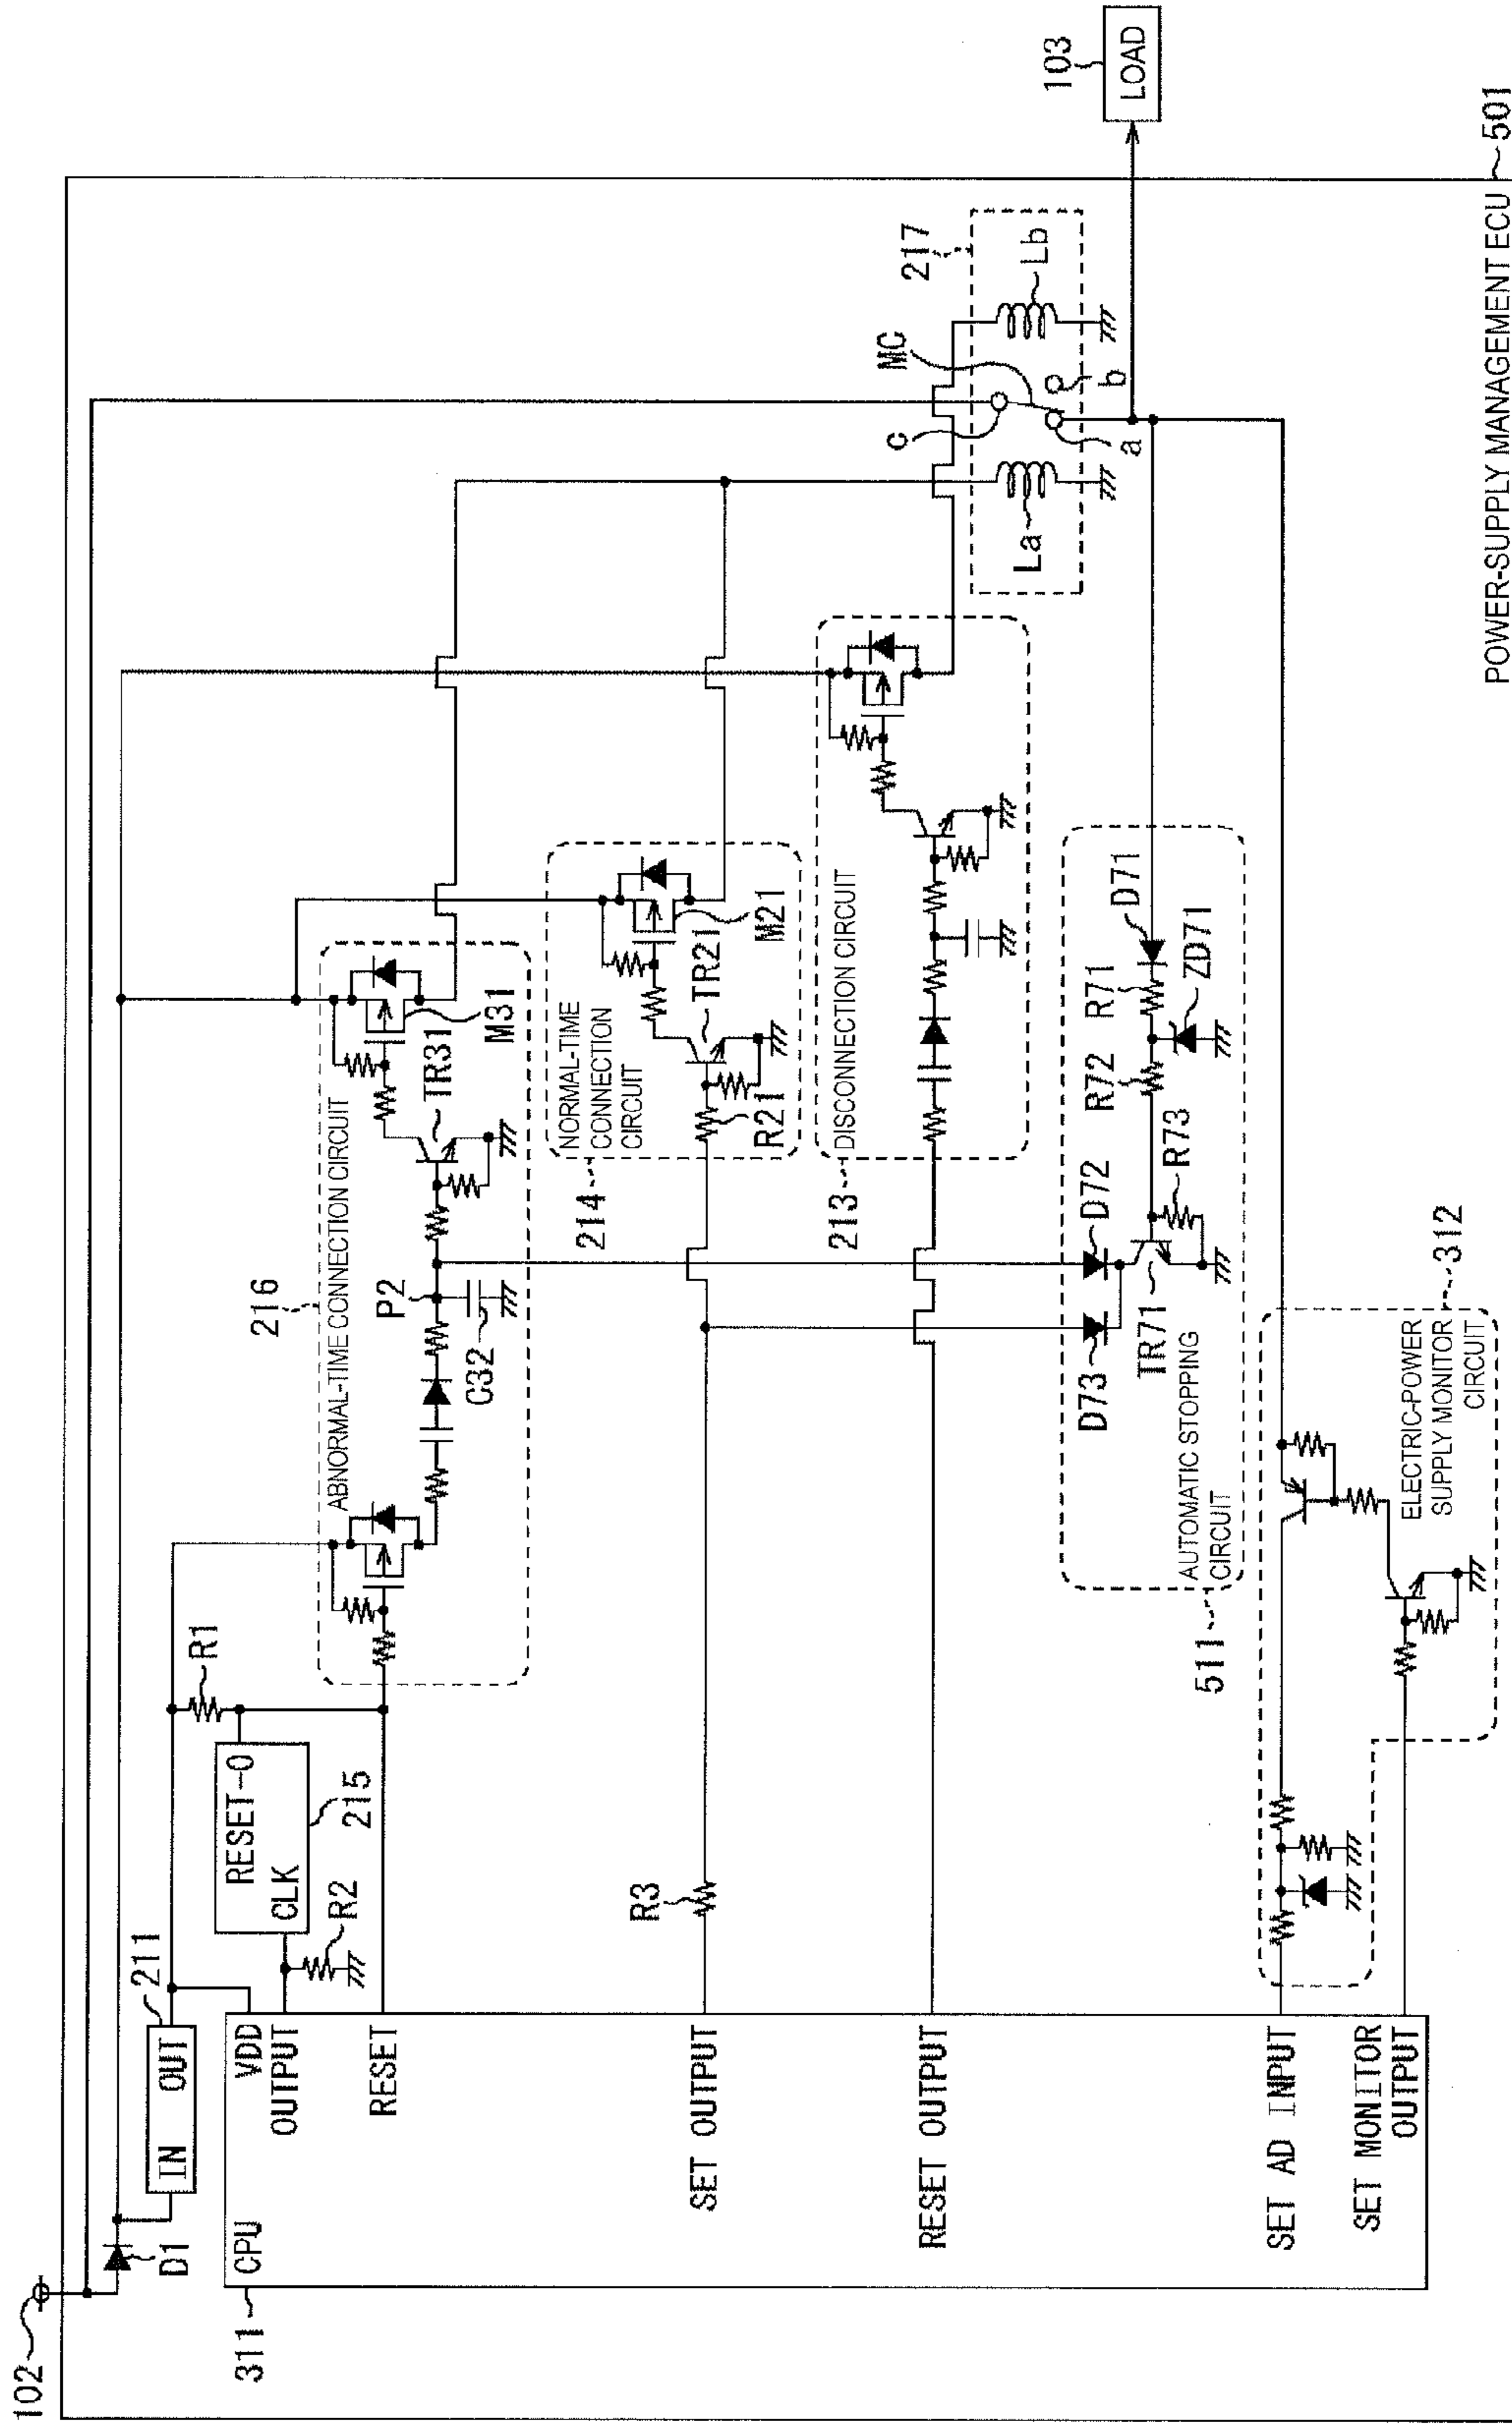 102
D1
211
IN OUT
311
CPU
VDD
OUTPUT
RESET
SET OUTPUT
RESET OUTPUT
SET AD INPUT
SET MONITOR
OUTPUT
RESET-O
CLK
215
R1
R2
R3
216
ABNORMAL-TIME CONNECTION CIRCUIT
P2
C32
TR31
M31
214
NORMAL-TIME
CONNECTION
CIRCUIT
R21
TR21
M21
213
DISCONNECTION CIRCUIT
217
La
Lb
MC
c
a
b
103
LOAD
511
AUTOMATIC STOPPING
CIRCUIT
D73
D72
TR71
R73
R72
R71
ZD71
D71
312
ELECTRIC-POWER
SUPPLY MONITOR
CIRCUIT
POWER-SUPPLY MANAGEMENT ECU
501